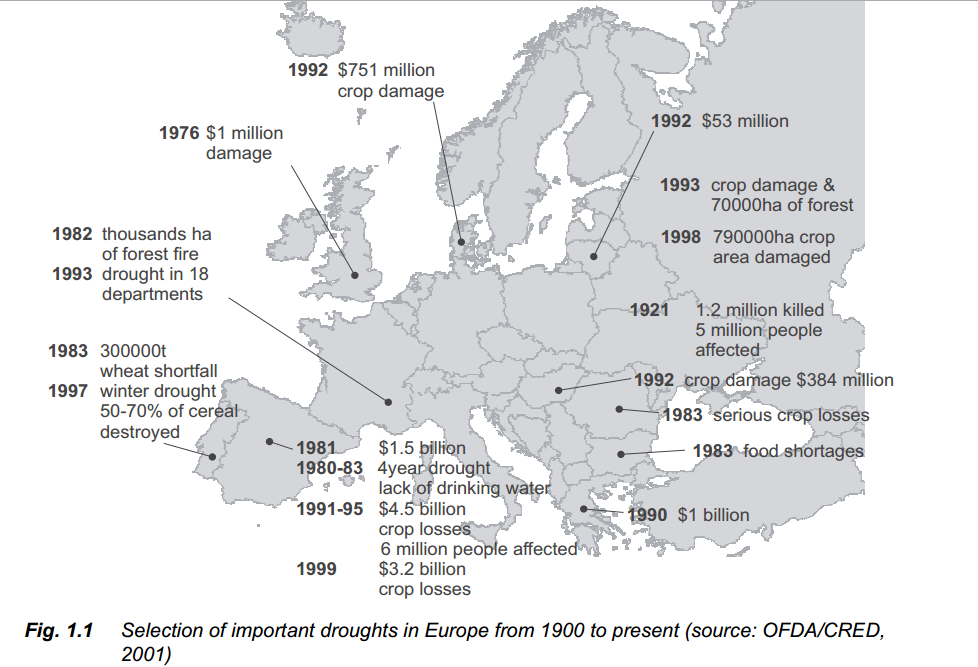 1992 $751 million
crop damage
1976 $1 million
damage
1992 $53 million
1993 crop damage &
70000ha of forest
1998 790000ha crop
area damaged
1982 thousands ha
of forest fire
1993 drought in 18
departments
1921 1.2 million killed
5 million people
affected
1983 300000t
wheat shortfall
1997 winter drought
50-70% of cereal
destroyed
1992 crop damage $384 million
1983 serious crop losses
1983 food shortages
1981 $1.5 billion
1980-83 4year drought
lack of drinking water
1991-95 $4.5 billion
crop losses
6 million people affected
1999 $3.2 billion
crop losses
1990 $1 billion
Fig. 1.1 Selection of important droughts in Europe from 1900 to present (source: OFDA/CRED,
2001)